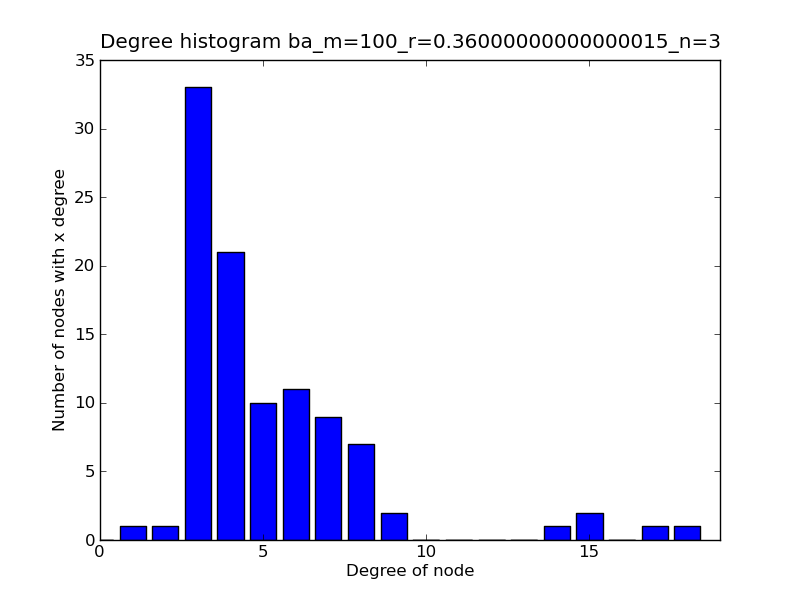 Degree histogram ba_m=100_r=0.36000000000000015_n=3
35
30
25
20
15
10
5
0
0 5 10 15
Number of nodes with x degree
Degree of node